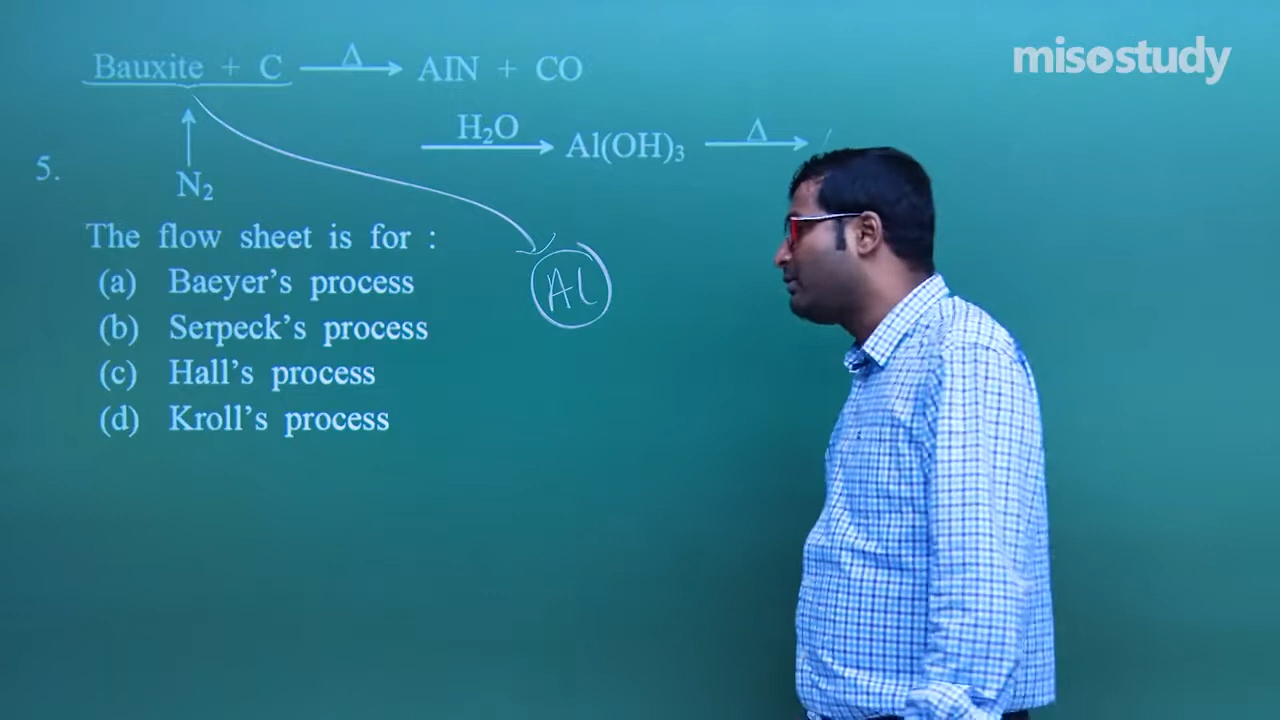 misostudy
Bauxite + C Δ AlN + CO
H₂O Al(OH)₃ Δ
5.
N₂
The flow sheet is for :
(a) Baeyer's process
(b) Serpeck's process
(c) Hall's process
(d) Kroll's process
Al